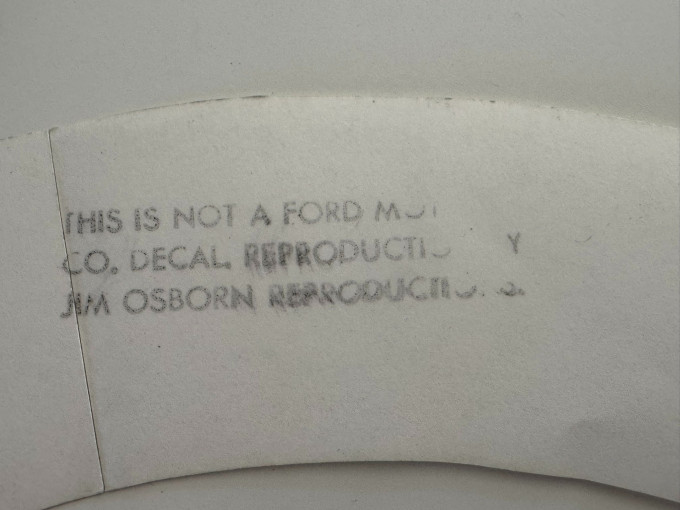 THIS IS NOT A FORD
CO. DECAL. REPRODUCTI
JIM OSBORN REPRODUCTI